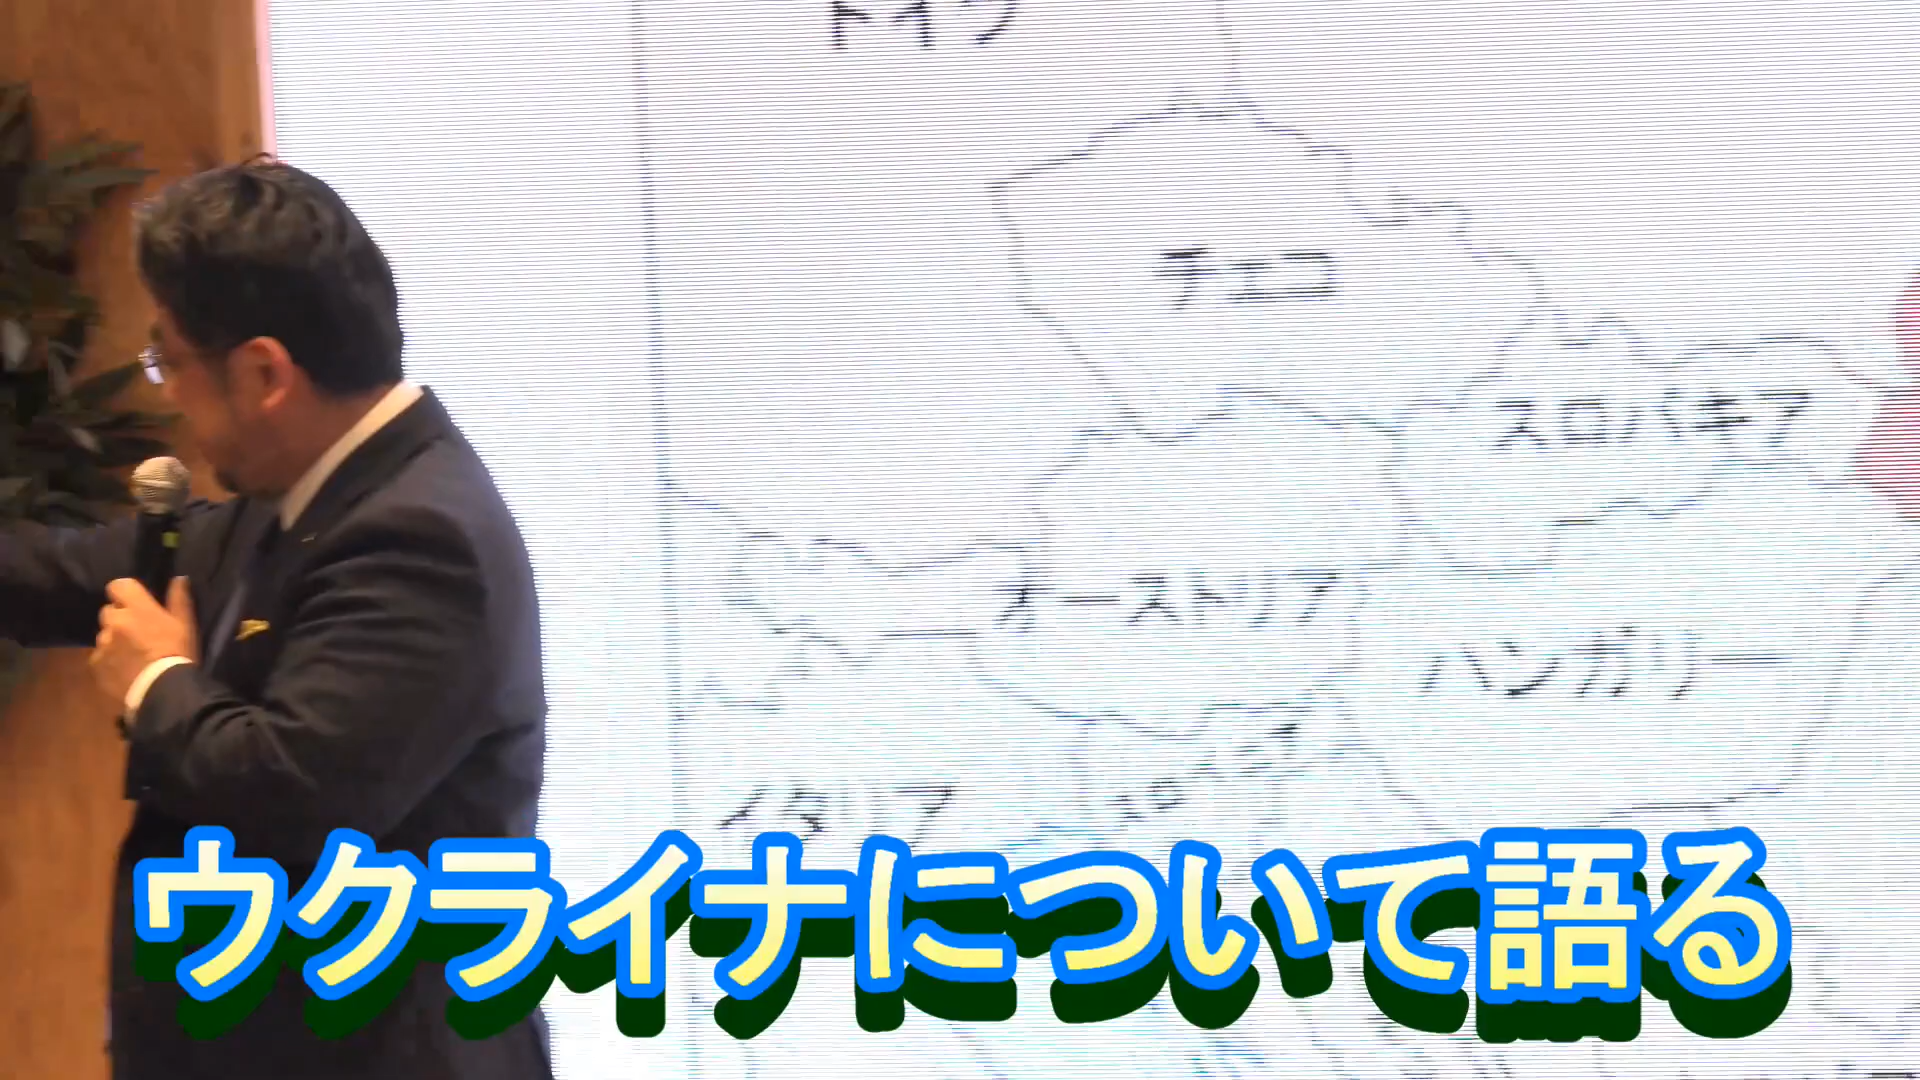 ドイツ
チェコ
スロバキア
オーストリア
ハンガリー
イタリア
ウクライナについて語る